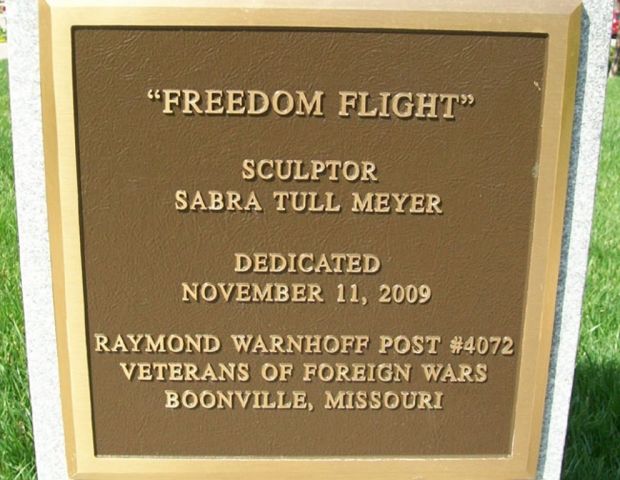 “FREEDOM FLIGHT”
SCULPTOR
SABRA TULL MEYER
DEDICATED
NOVEMBER 11, 2009
RAYMOND WARNHOFF POST #4072
VETERANS OF FOREIGN WARS
BOONVILLE, MISSOURI